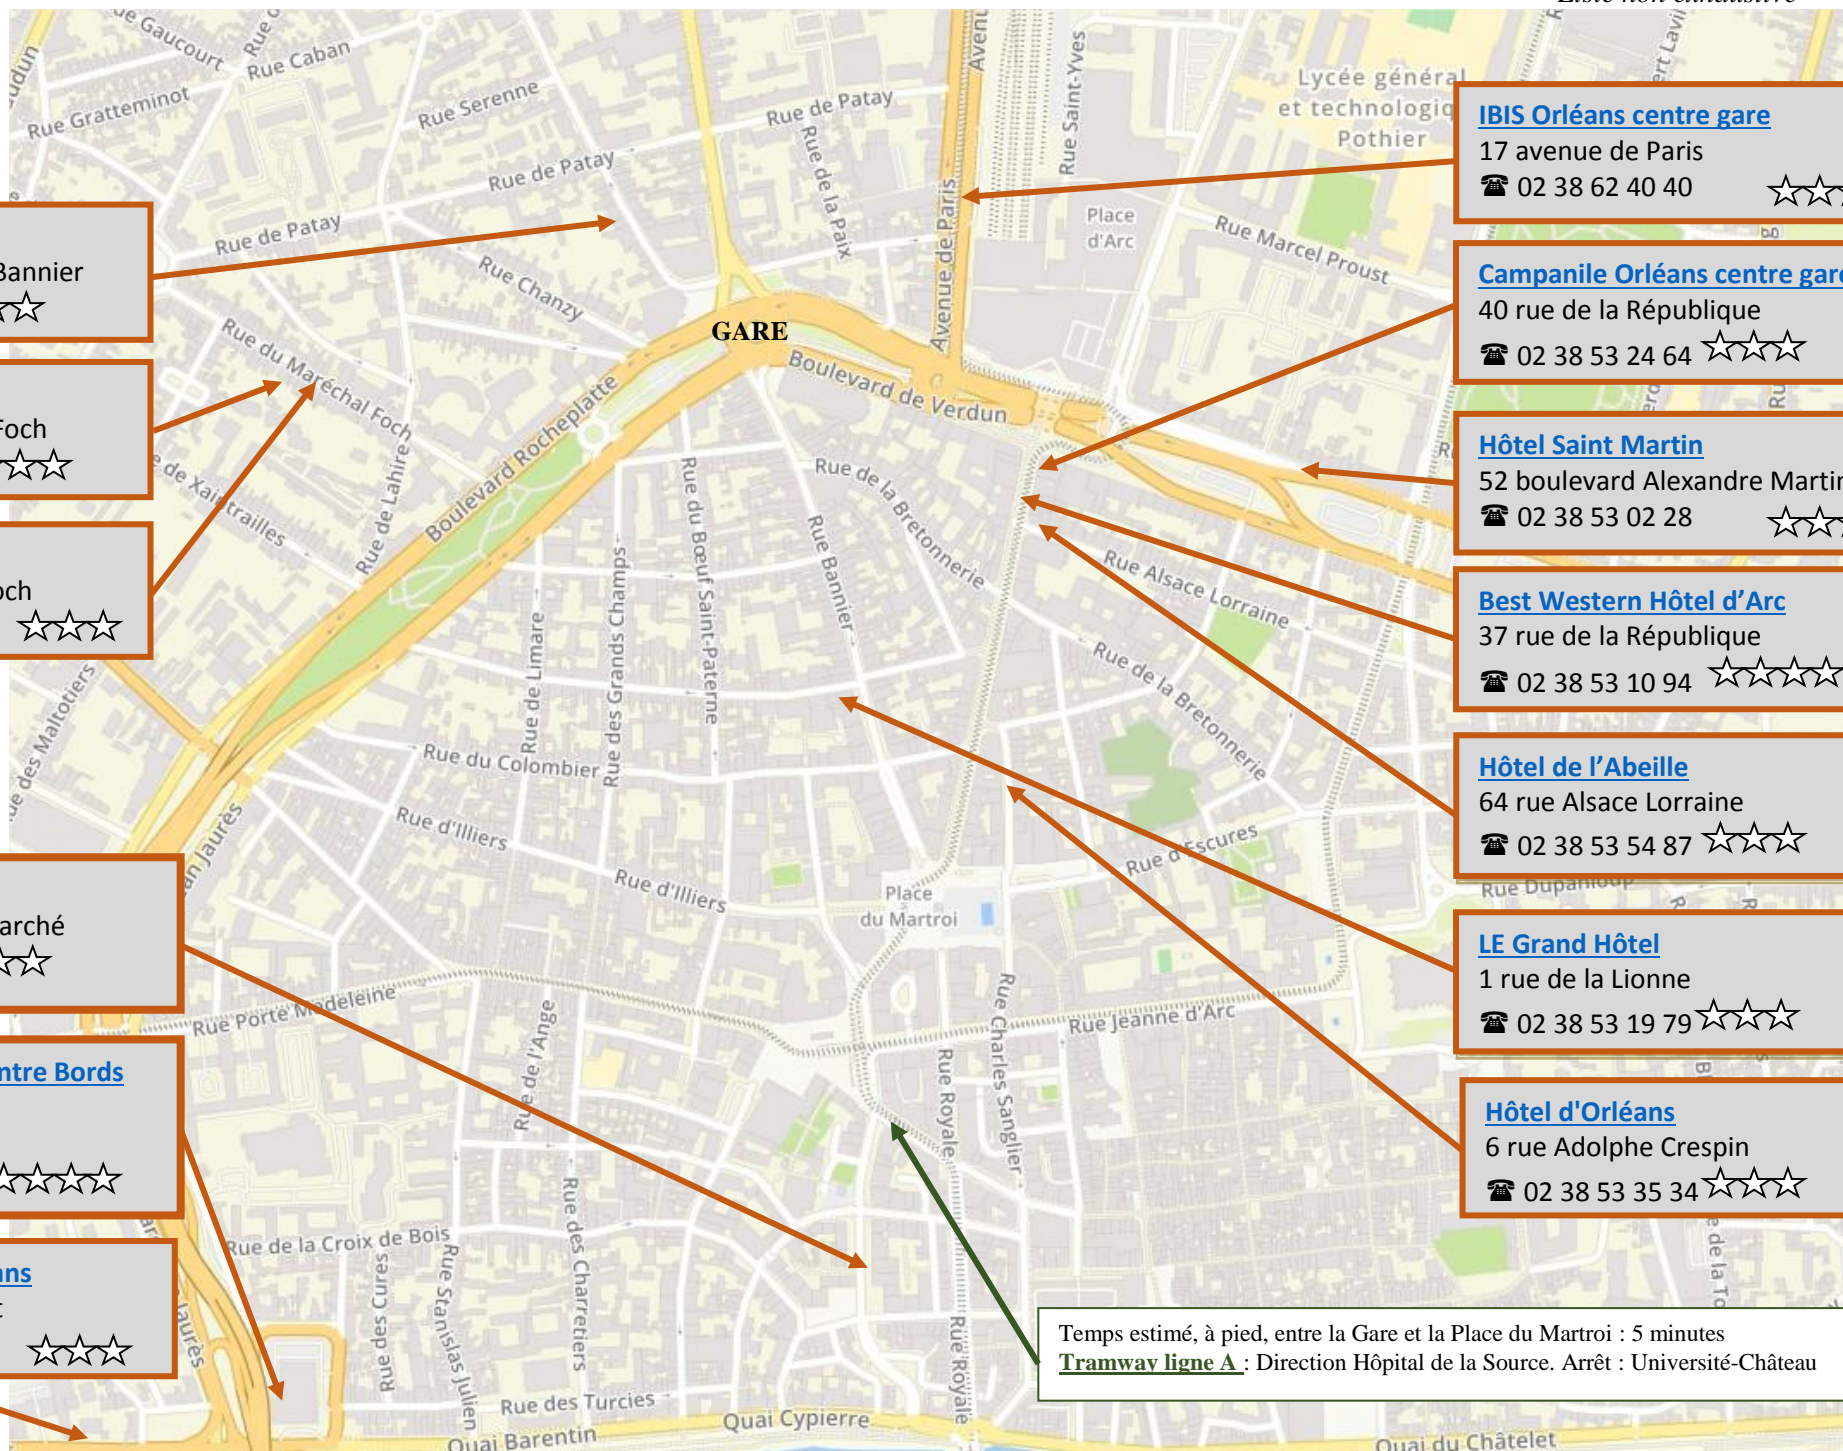 Rue de Gaucourt
Rue Caban
Rue Gratteminot
Rue Serenne
Rue de Patay
Rue de Patay
Rue de Patay
Rue de la Paix
Rue Saint-Yves
Avenue de Paris
Lycée général
et technologiq
Pothier
Place
d'Arc
Rue Marcel Proust
IBIS Orléans centre gare
17 avenue de Paris
☎ 02 38 62 40 40
Campanile Orléans centre gare
40 rue de la République
☎ 02 38 53 24 64 ☆☆☆
Hôtel Saint Martin
52 boulevard Alexandre Martin
☎ 02 38 53 02 28
Best Western Hôtel d'Arc
37 rue de la République
☎ 02 38 53 10 94 ☆☆☆☆
Hôtel de l'Abeille
64 rue Alsace Lorraine
☎ 02 38 53 54 87 ☆☆☆
LE Grand Hôtel
1 rue de la Lionne
☎ 02 38 53 19 79 ☆☆☆
Hôtel d'Orléans
6 rue Adolphe Crespin
☎ 02 38 53 35 34 ☆☆☆
Bannier
Foch
och
☆☆☆
arché
ntre Bords
☆☆☆
ns
☆☆☆
GARE
Rue Chanzy
Rue du Maréchal Foch
Rue de Lahire
Boulevard Rocheplatte
Boulevard de Verdun
Rue de la Bretonnerie
Rue du Bœuf Saint-Paterne
Rue Bannier
Rue Alsace Lorraine
Rue de la Bretonnerie
Rue de Limare
Rue des Grands Champs
Rue du Colombier
Rue d'Illiers
Rue d'Illiers
Rue d'Escures
Rue Dupanloup
Place
du Martroi
Rue Porte Madeleine
Rue de l'Ange
Rue Jeanne d'Arc
Rue Charles Sanglier
Rue Royale
Rue de la Croix de Bois
Rue des Cures
Rue Stanislas Julien
Rue des Charretiers
Rue Royale
Rue des Turcies
Quai Cypierre
Quai Barentin
Quai du Châtelet
Temps estimé, à pied, entre la Gare et la Place du Martroi : 5 minutes
Tramway ligne A : Direction Hôpital de la Source. Arrêt : Université-Château